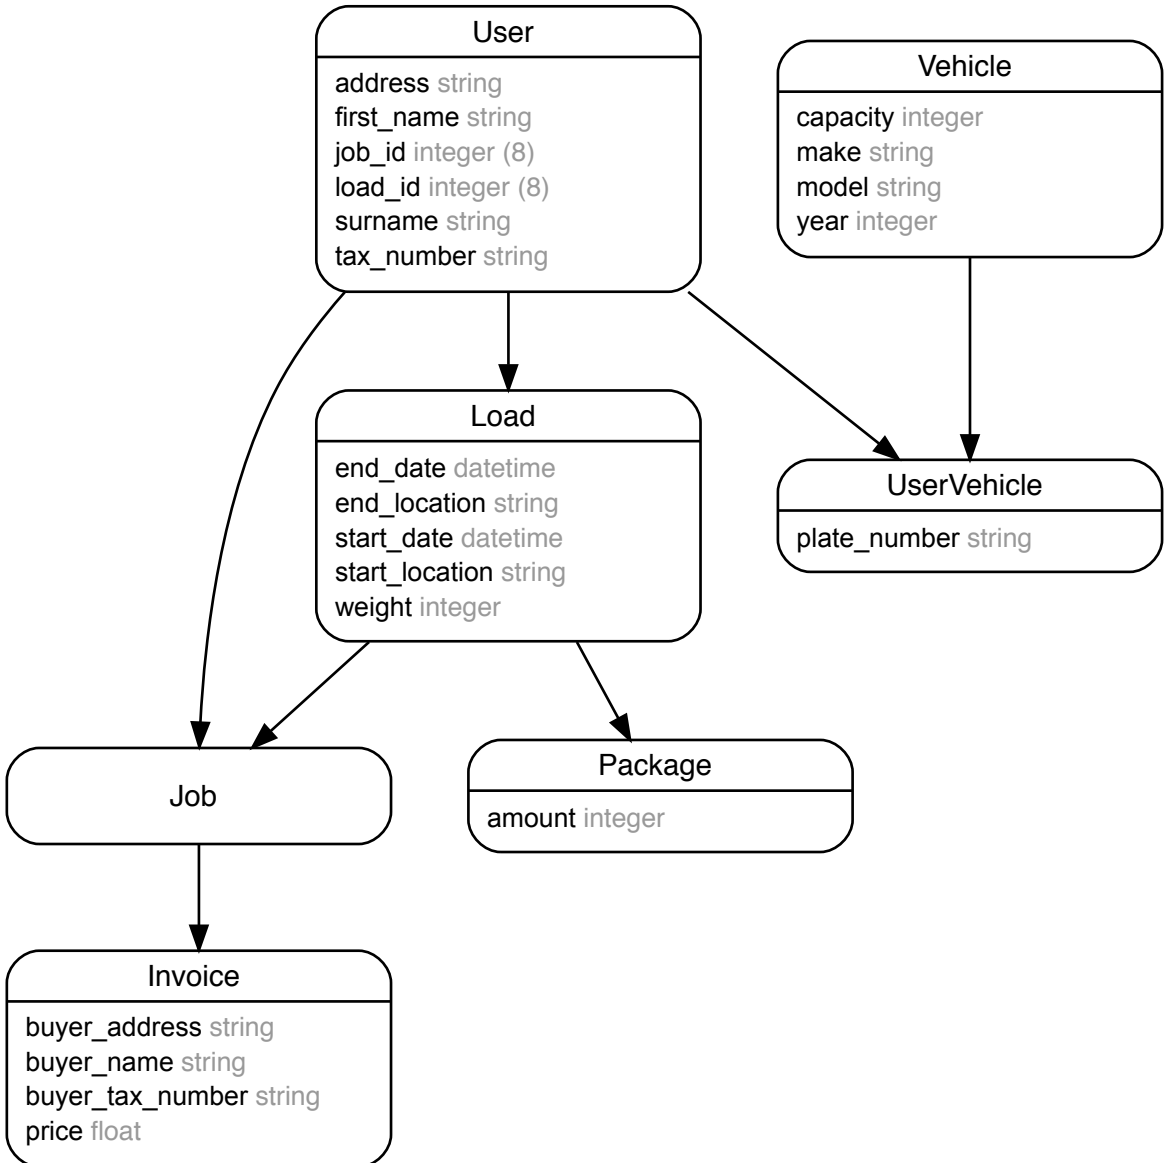 User
address string
first_name string
job_id integer (8)
load_id integer (8)
surname string
tax_number string
Vehicle
capacity integer
make string
model string
year integer
Load
end_date datetime
end_location string
start_date datetime
start_location string
weight integer
UserVehicle
plate_number string
Job
Package
amount integer
Invoice
buyer_address string
buyer_name string
buyer_tax_number string
price float